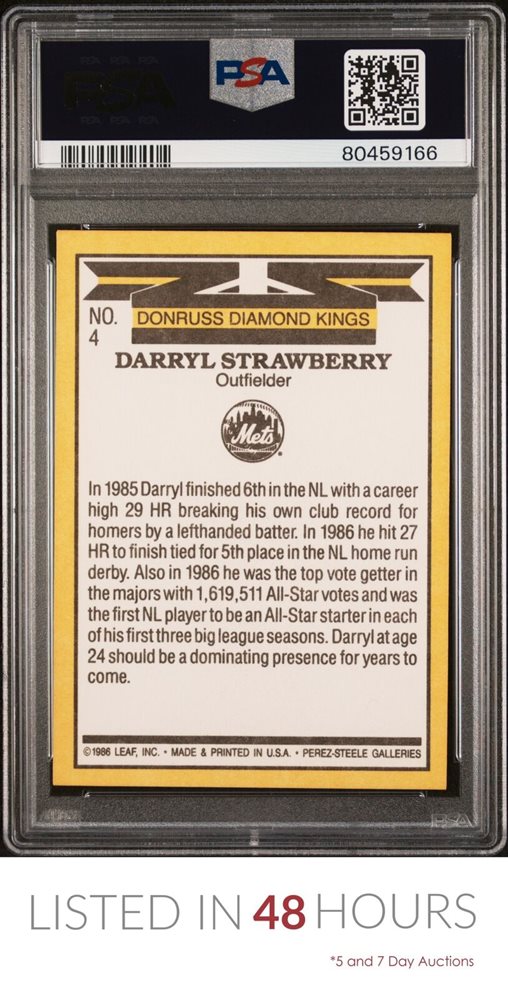 PSA
80459166
NO. 4
DONRUSS DIAMOND KINGS
DARRYL STRAWBERRY
Outfielder
Mets
In 1985 Darryl finished 6th in the NL with a career
high 29 HR breaking his own club record for
homers by a lefthanded batter. In 1986 he hit 27
HR to finish tied for 5th place in the NL home run
derby. Also in 1986 he was the top vote getter in
the majors with 1,619,511 All-Star votes and was
the first NL player to be an All-Star starter in each
of his first three big league seasons. Darryl at age
24 should be a dominating presence for years to
come.
©1986 LEAF, INC. • MADE & PRINTED IN U.S.A. • PEREZ-STEELE GALLERIES
PSA
LISTED IN 48 HOURS
*5 and 7 Day Auctions